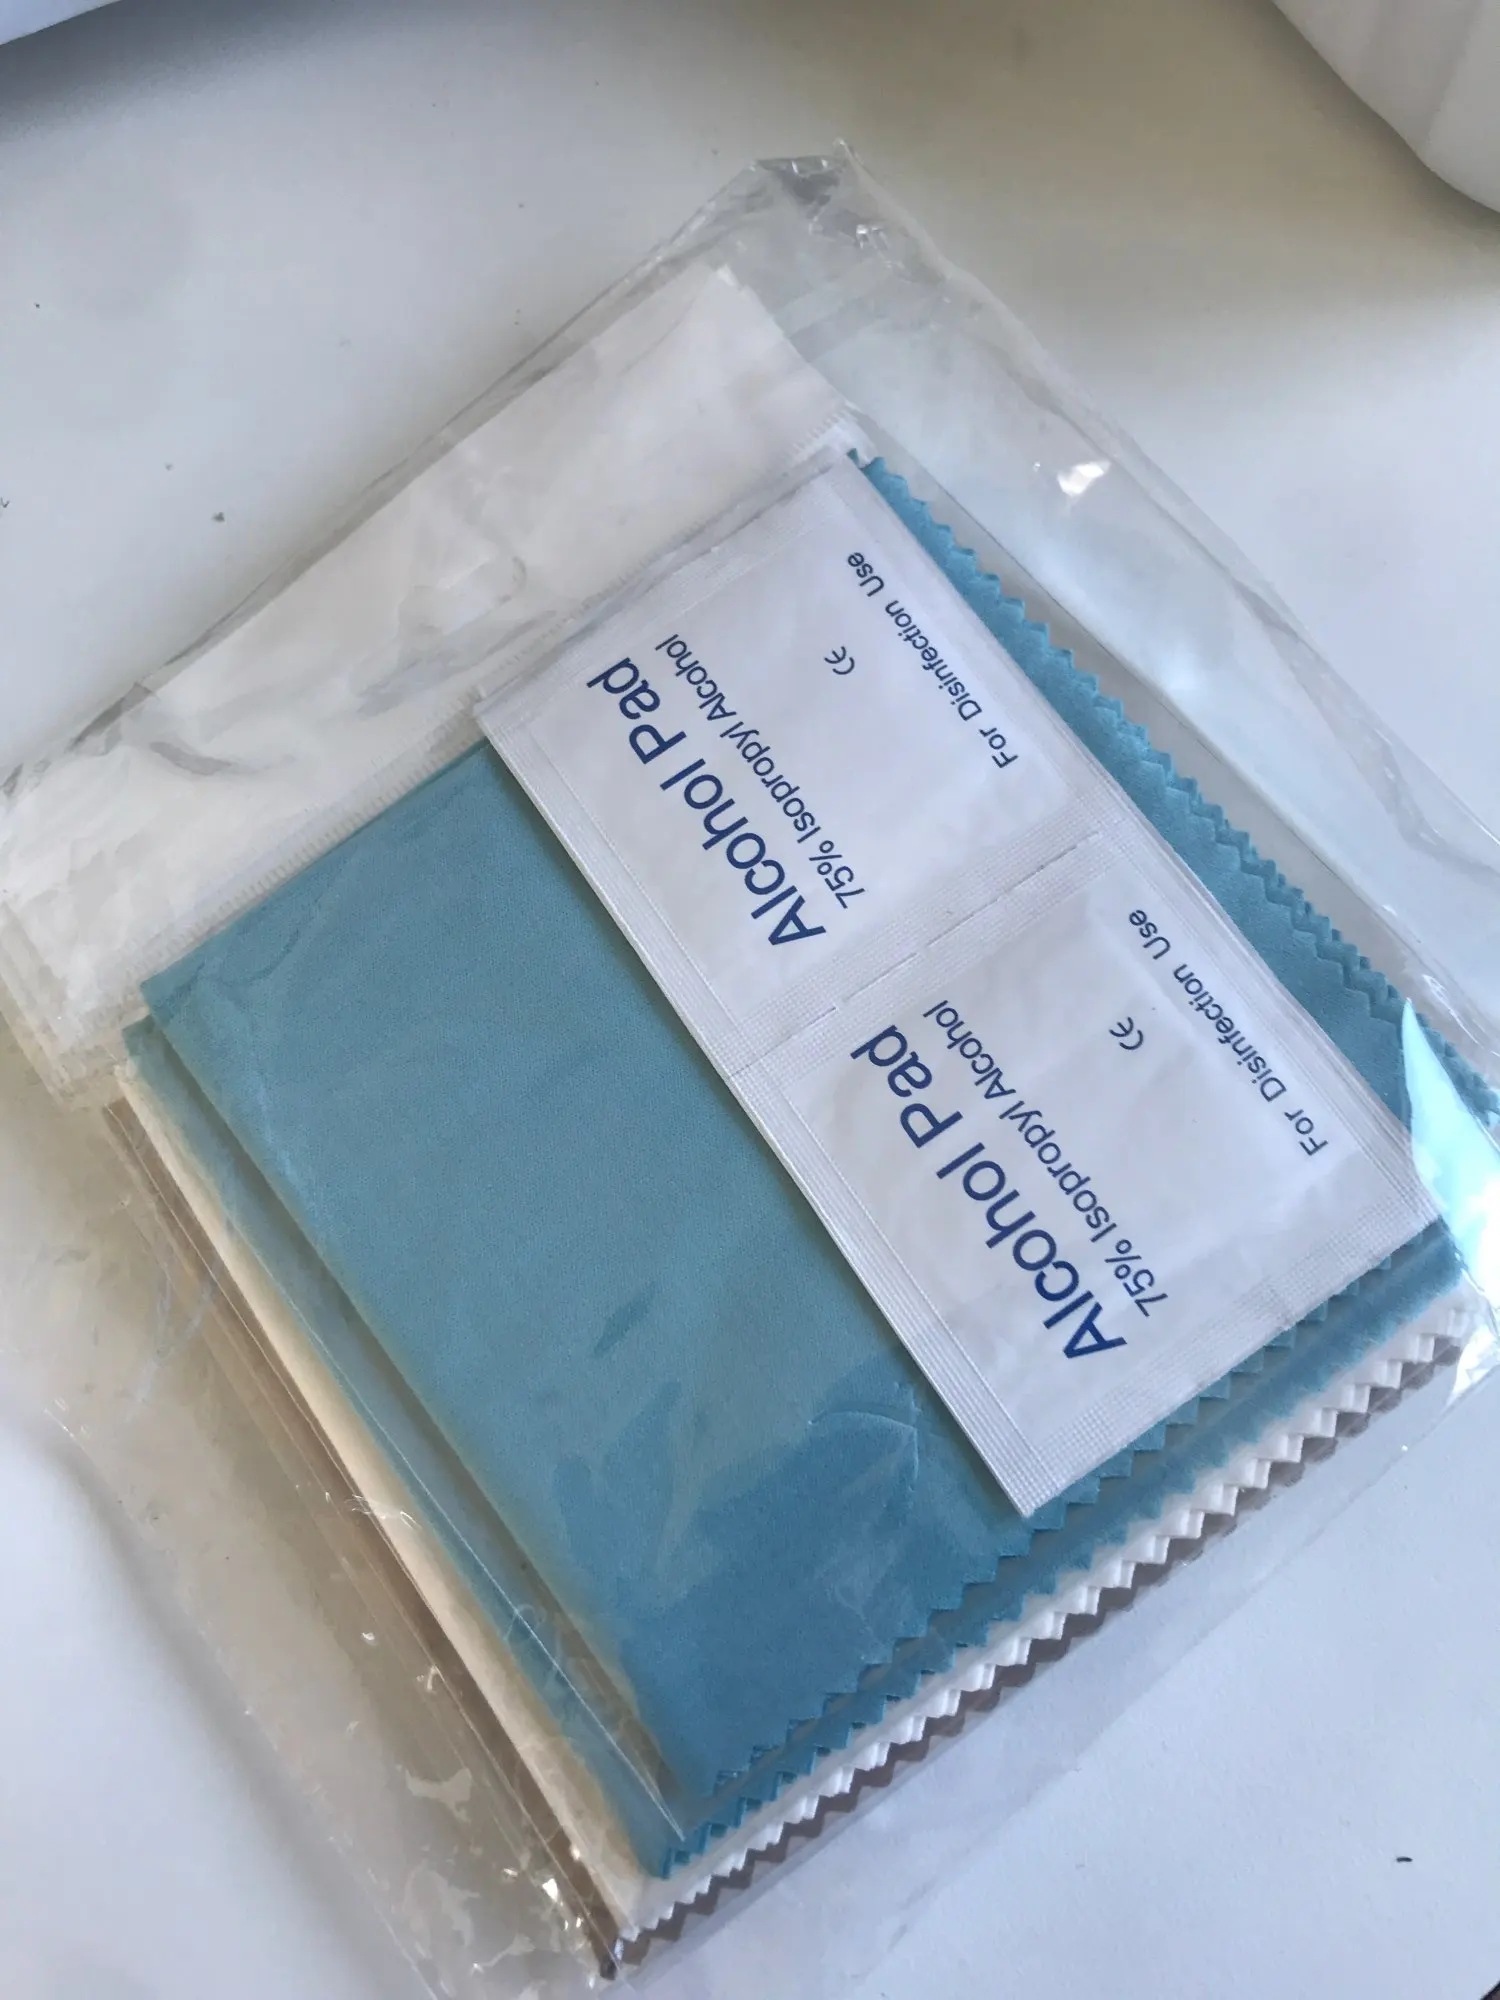 Alcohol Pad
75% Isopropyl Alcohol
CE
For Disinfection Use
Alcohol Pad
75% Isopropyl Alcohol
CE
For Disinfection Use